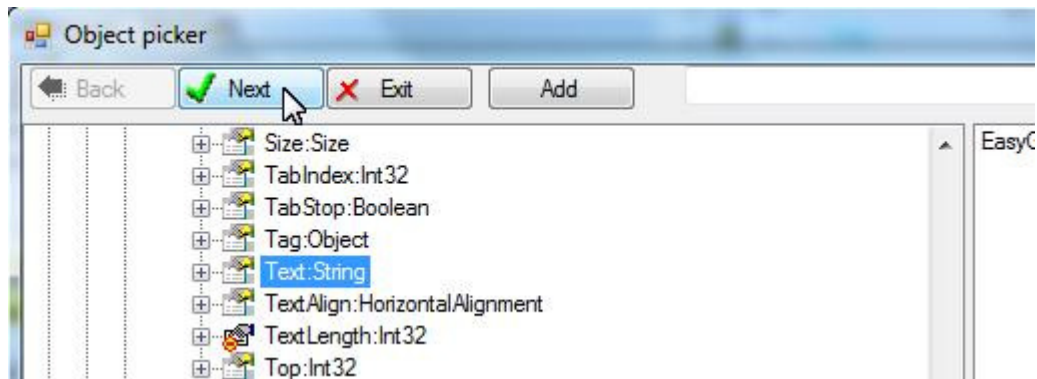 Object picker
Back Next Exit Add
Size:Size
TabIndex:Int32
TabStop:Boolean
Tag:Object
Text:String
TextAlign:HorizontalAlignment
TextLength:Int32
Top:Int32